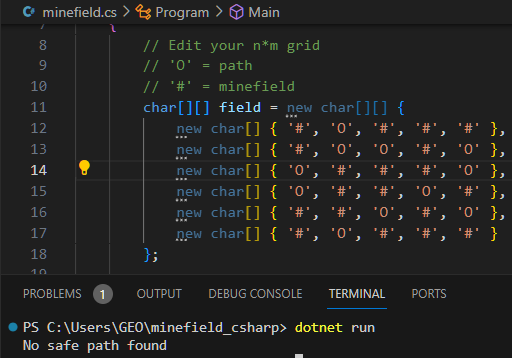 minefield.cs > Program > Main
7 {
8 // Edit your n*m grid
9 // 'O' = path
10 // '#' = minefield
11 char[][] field = new char[][] {
12 new char[] { '#', 'O', '#', '#', '#' },
13 new char[] { '#', 'O', 'O', '#', 'O' },
14 new char[] { 'O', '#', '#', '#', 'O' },
15 new char[] { 'O', '#', '#', 'O', '#' },
16 new char[] { '#', '#', 'O', '#', 'O' },
17 new char[] { '#', 'O', '#', '#', '#' }
18 };
PROBLEMS 1 OUTPUT DEBUG CONSOLE TERMINAL PORTS
PS C:\Users\GEO\minefield_csharp> dotnet run
No safe path found